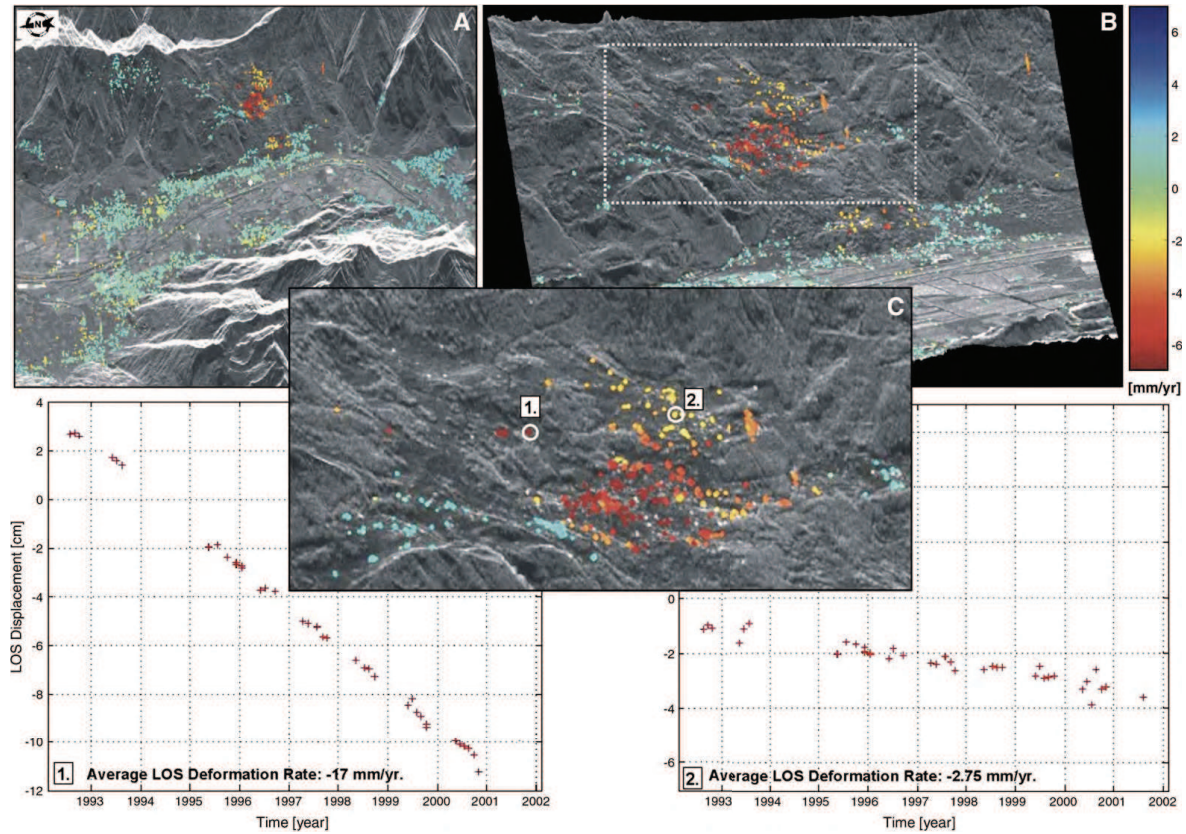 N
A
B
6
4
2
0
-2
-4
-6
[mm/yr]
C
1.
2.
4
2
0
-2
-4
-6
-8
-10
-12
LOS Displacement [cm]
1. Average LOS Deformation Rate: -17 mm/yr.
1993 1994 1995 1996 1997 1998 1999 2000 2001 2002
Time [year]
0
-2
-4
-6
2. Average LOS Deformation Rate: -2.75 mm/yr.
1993 1994 1995 1996 1997 1998 1999 2000 2001 2002
Time [year]